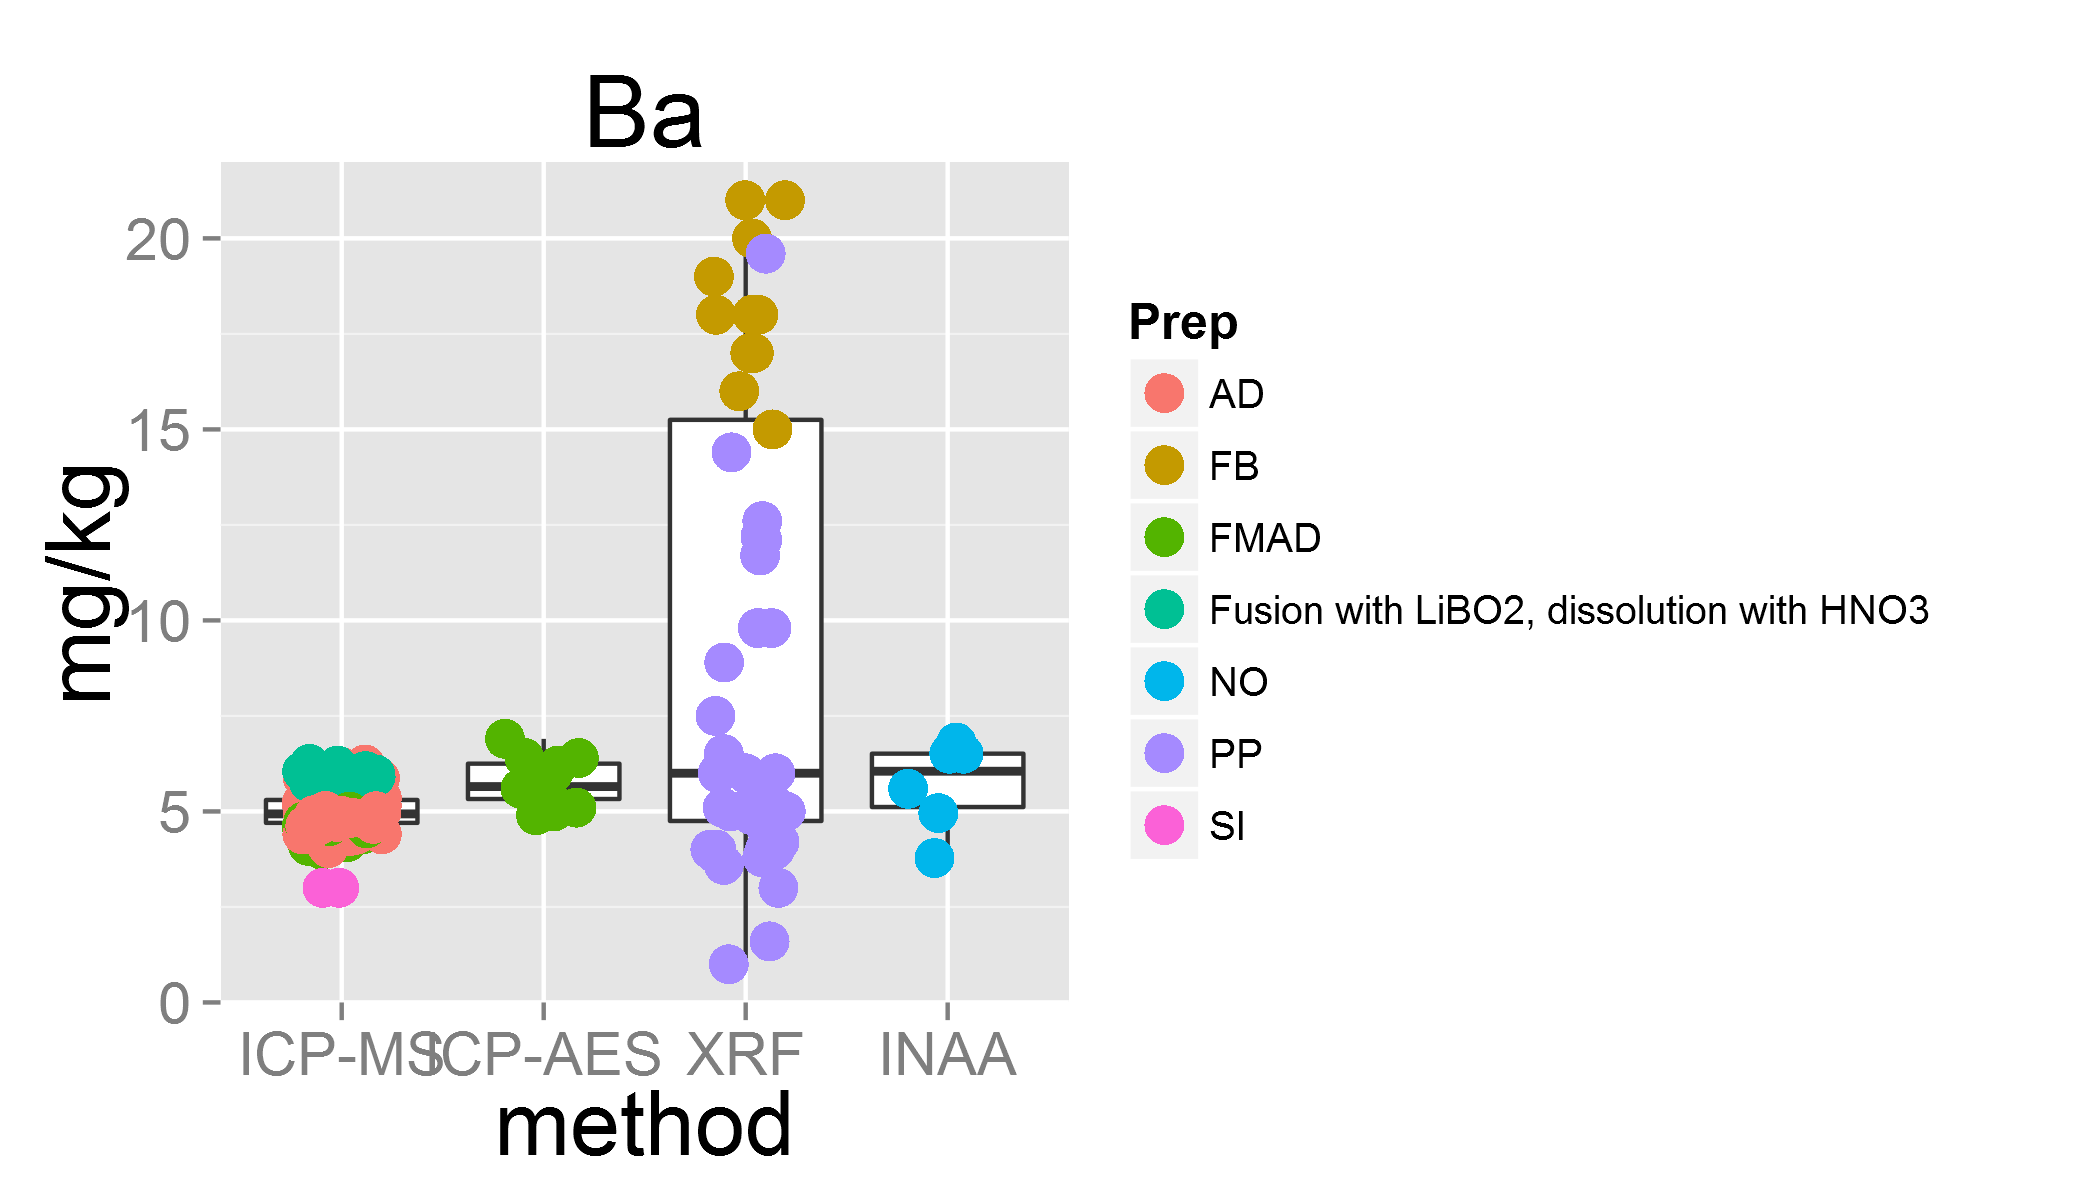 Ba
mg/kg
20
15
10
5
0
ICP-MS ICP-AES XRF INAA
method
Prep
AD
FB
FMAD
Fusion with LiBO2, dissolution with HNO3
NO
PP
SI